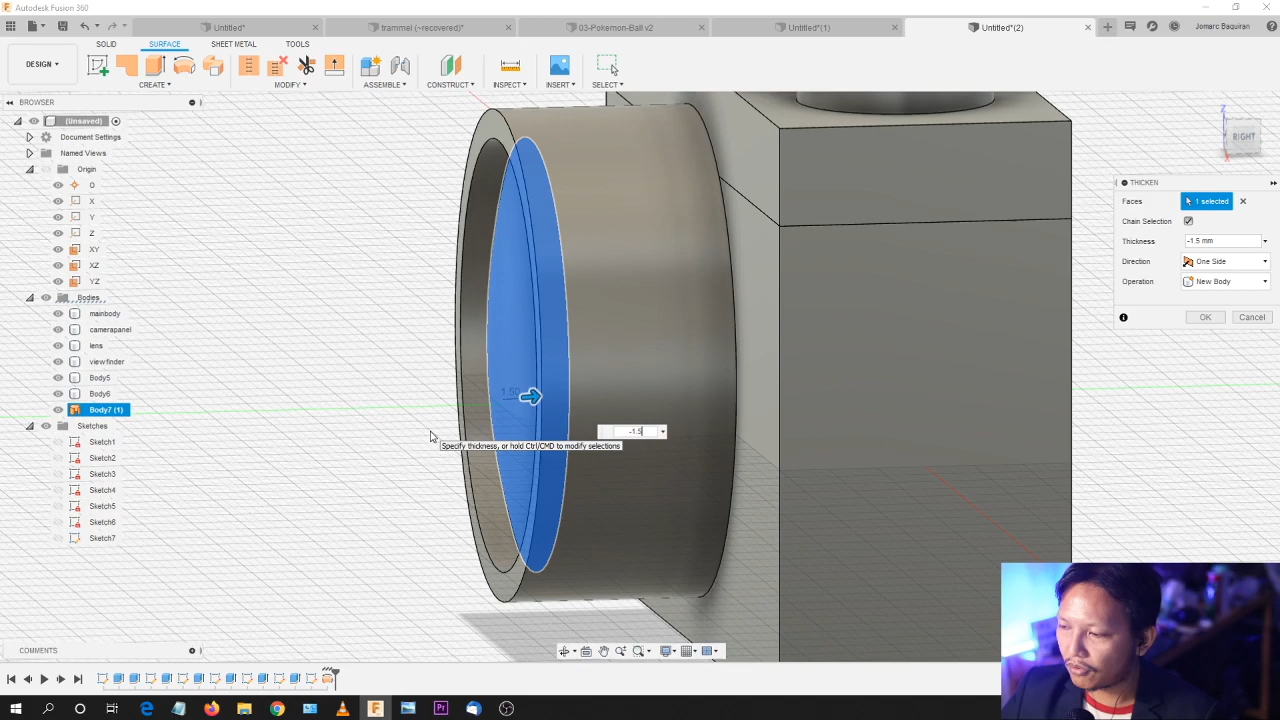 Autodesk Fusion 360
Untitled*
trammel (~recovered)*
03-Pokemon-Ball v2
Untitled*(1)
Untitled*(2)
Jomarc Baquiran
SOLID
SURFACE
SHEET METAL
TOOLS
DESIGN
CREATE
MODIFY
ASSEMBLE
CONSTRUCT
INSPECT
INSERT
SELECT
BROWSER
(Unsaved)
Document Settings
Named Views
Origin
O
X
Y
Z
XY
XZ
YZ
Bodies
mainbody
camerapanel
lens
viewfinder
Body5
Body6
Body7 (1)
Sketches
Sketch1
Sketch2
Sketch3
Sketch4
Sketch5
Sketch6
Sketch7
Z
RIGHT
X
THICKEN
Faces 1 selected
Chain Selection
Thickness -1.5 mm
Direction One Side
Operation New Body
OK Cancel
1.50
-1.5
Specify thickness, or hold Ctrl/CMD to modify selections
COMMENTS